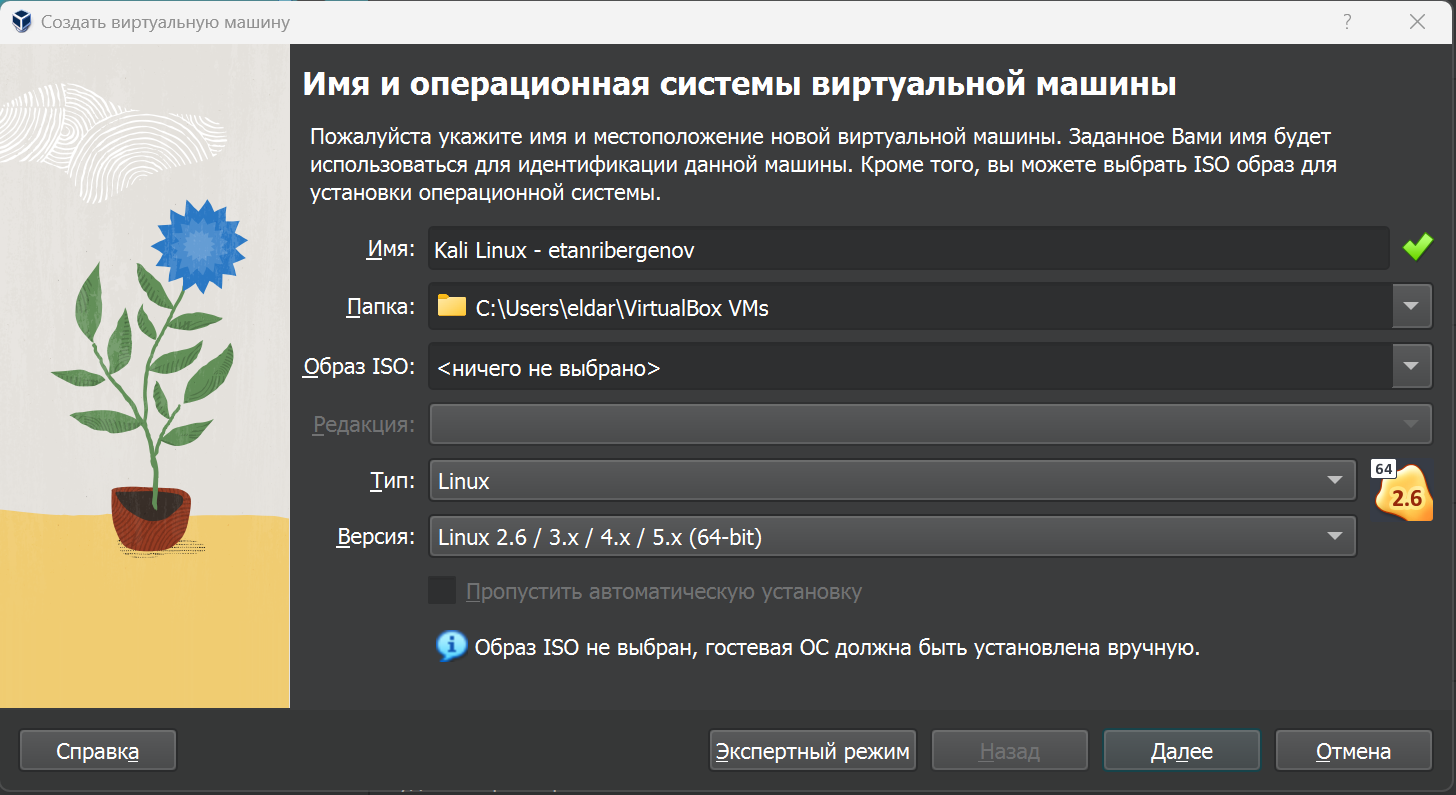 Создать виртуальную машину
?
Имя и операционная системы виртуальной машины
Пожалуйста укажите имя и местоположение новой виртуальной машины. Заданное Вами имя будет
использоваться для идентификации данной машины. Кроме того, вы можете выбрать ISO образ для
установки операционной системы.
Имя: Kali Linux - etanribergenov
Папка: C:\Users\eldar\VirtualBox VMs
Образ ISO: <ничего не выбрано>
Редакция:
Тип: Linux
64
2.6
Версия: Linux 2.6 / 3.x / 4.x / 5.x (64-bit)
Пропустить автоматическую установку
Образ ISO не выбран, гостевая ОС должна быть установлена вручную.
Справка Экспертный режим Назад Далее Отмена